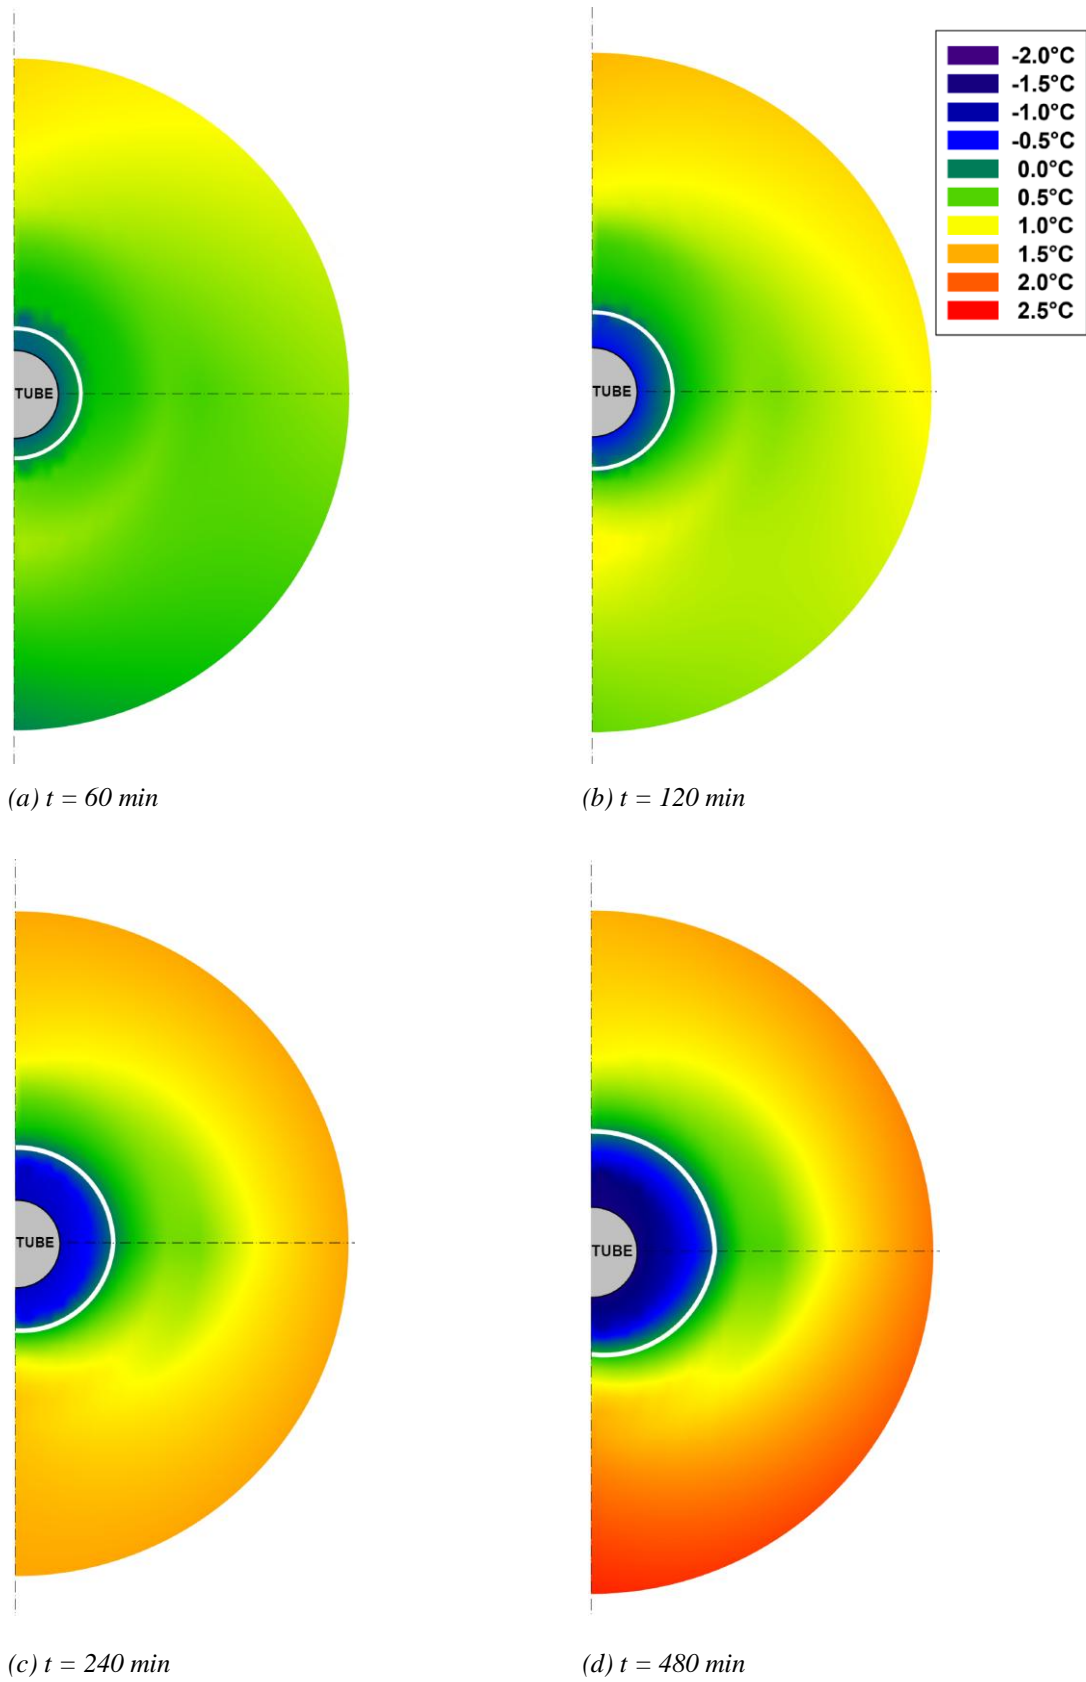 -2.0°C
-1.5°C
-1.0°C
-0.5°C
0.0°C
0.5°C
1.0°C
1.5°C
2.0°C
2.5°C
TUBE
TUBE
(a) t = 60 min
(b) t = 120 min
TUBE
TUBE
(c) t = 240 min
(d) t = 480 min